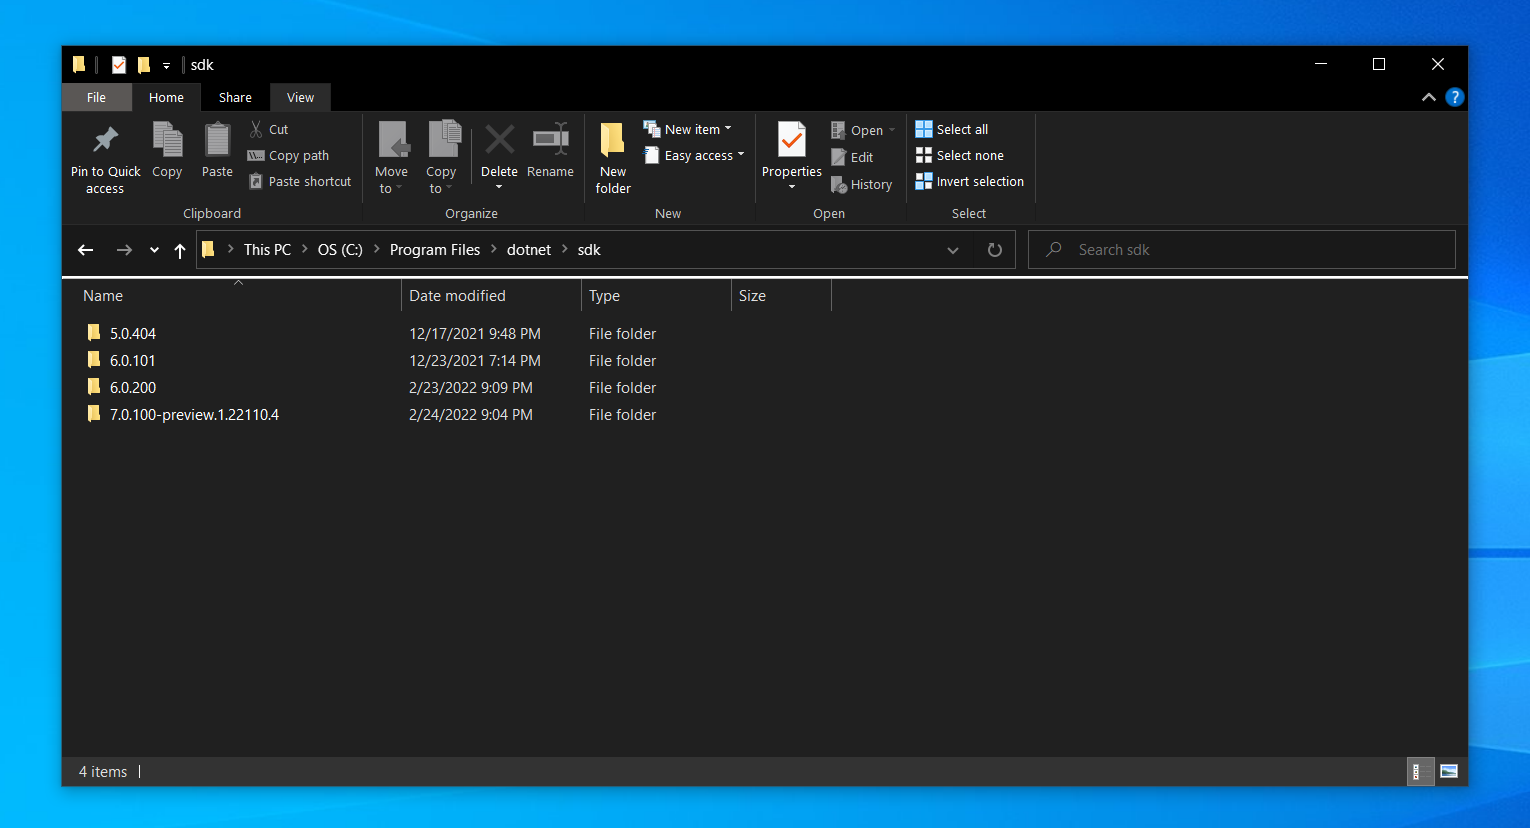 sdk
File Home Share View
?
Pin to Quick access
Copy
Paste
Cut
Copy path
Paste shortcut
Clipboard
Move to
Copy to
Delete
Rename
Organize
New folder
New item
Easy access
New
Properties
Open
Edit
History
Open
Select all
Select none
Invert selection
Select
This PC > OS (C:) > Program Files > dotnet > sdk
Search sdk
Name Date modified Type Size
5.0.404 12/17/2021 9:48 PM File folder
6.0.101 12/23/2021 7:14 PM File folder
6.0.200 2/23/2022 9:09 PM File folder
7.0.100-preview.1.22110.4 2/24/2022 9:04 PM File folder
4 items